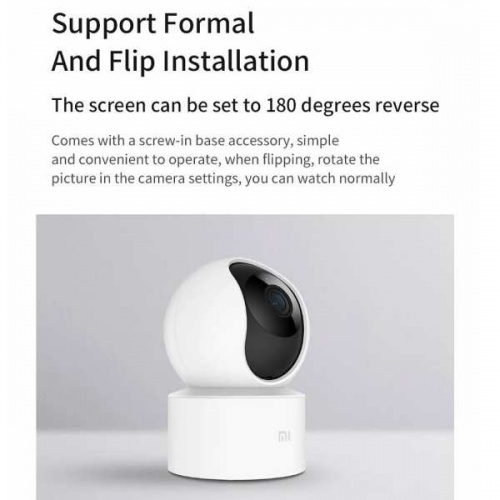 Support Formal
And Flip Installation
The screen can be set to 180 degrees reverse
Comes with a screw-in base accessory, simple
and convenient to operate, when flipping, rotate the
picture in the camera settings, you can watch normally
MI